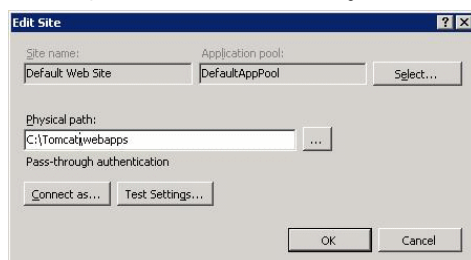 Edit Site
Site name:
Application pool:
Default Web Site
DefaultAppPool
Select...
Physical path:
C:\Tomcat\webapps
...
Pass-through authentication
Connect as...
Test Settings...
OK
Cancel